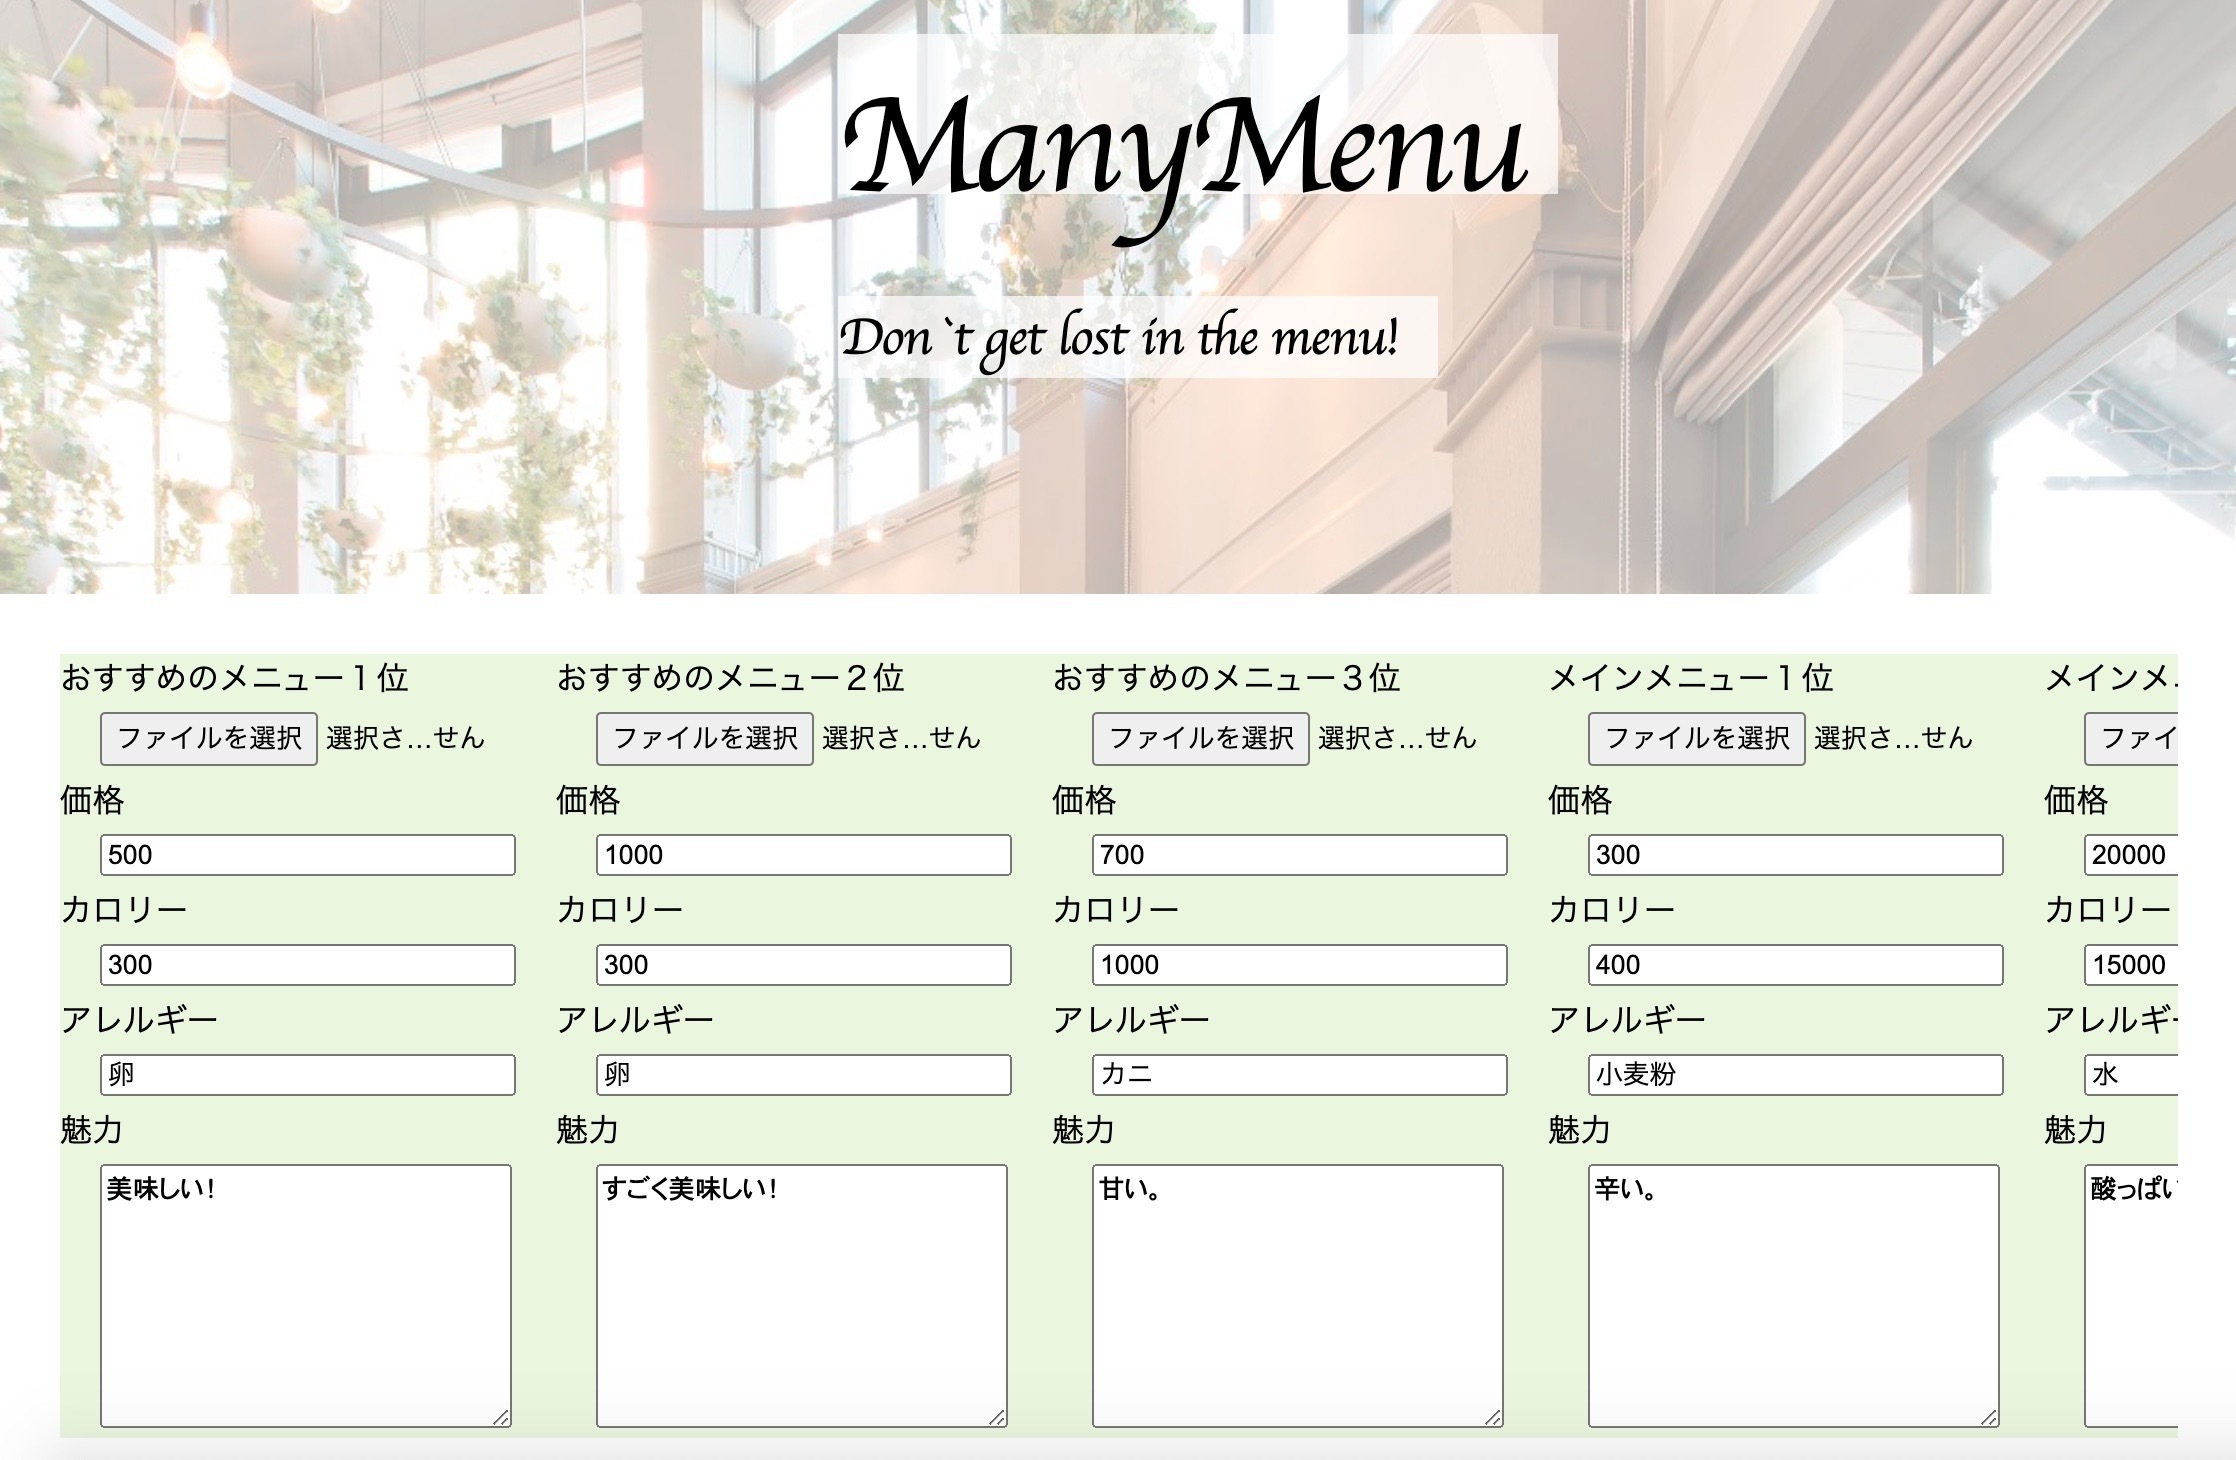 ManyMenu
Don`t get lost in the menu!
おすすめのメニュー１位
ファイルを選択 選択さ...せん
価格
500
カロリー
300
アレルギー
卵
魅力
美味しい！
おすすめのメニュー２位
ファイルを選択 選択さ...せん
価格
1000
カロリー
300
アレルギー
卵
魅力
すごく美味しい！
おすすめのメニュー３位
ファイルを選択 選択さ...せん
価格
700
カロリー
1000
アレルギー
カニ
魅力
甘い。
メインメニュー１位
ファイルを選択 選択さ...せん
価格
300
カロリー
400
アレルギー
小麦粉
魅力
辛い。
メインメ
ファイ
価格
20000
カロリー
15000
アレルギ
水
魅力
酸っぱい